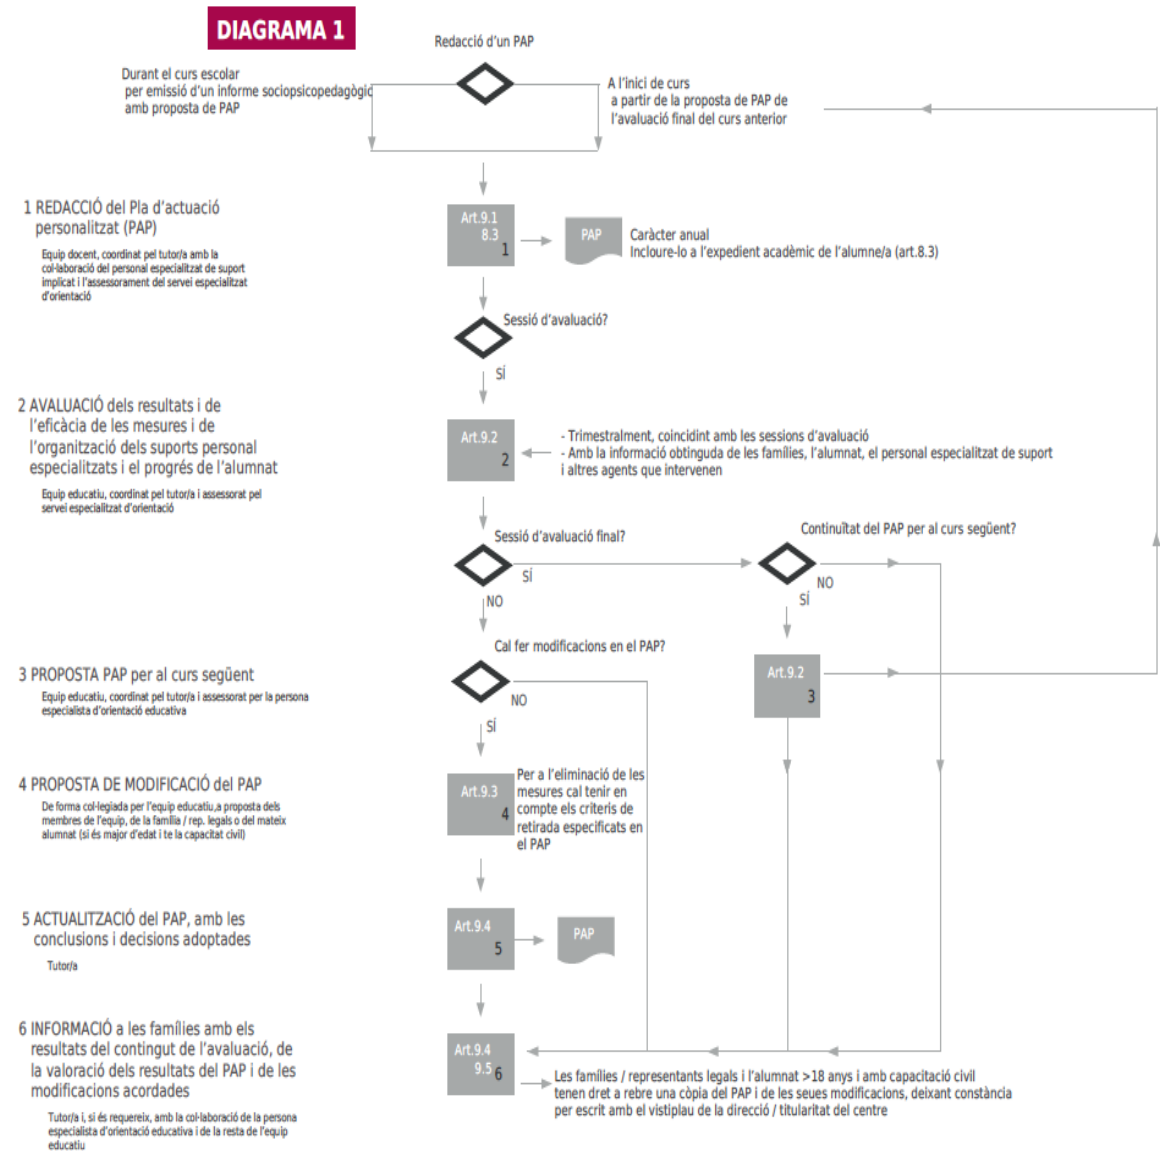 DIAGRAMA 1
Redacció d'un PAP
Durant el curs escolar
per emissió d'un informe sociopsicopedagògic
amb proposta de PAP
A l'inici de curs
a partir de la proposta de PAP de
l'avaluació final del curs anterior
1 REDACCIÓ del Pla d'actuació
personalitzat (PAP)
Equip docent, coordinat pel tutor/a amb la
col·laboració del personal especialitzat de suport
implicat i l'assessorament del servei especialitzat
d'orientació
Art.9.1
8.3
1
PAP
Caràcter anual
Incloure-lo a l'expedient acadèmic de l'alumne/a (art.8.3)
Sessió d'avaluació?
SÍ
2 AVALUACIÓ dels resultats i de
l'eficàcia de les mesures i de
l'organització dels suports personal
especialitzats i el progrés de l'alumnat
Equip educatiu, coordinat pel tutor/a i assessorat pel
servei especialitzat d'orientació
Art.9.2
2
- Trimestralment, coincidint amb les sessions d'avaluació
- Amb la informació obtinguda de les famílies, l'alumnat, el personal especialitzat de suport
i altres agents que intervenen
Sessió d'avaluació final?
SÍ
NO
Continuïtat del PAP per al curs següent?
NO
SÍ
Cal fer modificacions en el PAP?
NO
SÍ
3 PROPOSTA PAP per al curs següent
Equip educatiu, coordinat pel tutor/a i assessorat per la persona
especialista d'orientació educativa
Art.9.2
3
4 PROPOSTA DE MODIFICACIÓ del PAP
De forma col·legiada per l'equip educatiu,a proposta dels
membres de l'equip, de la família / rep. legals o del mateix
alumnat (si és major d'edat i te la capacitat civil)
Art.9.3
4
Per a l'eliminació de les
mesures cal tenir en
compte els criteris de
retirada especificats en
el PAP
5 ACTUALITZACIÓ del PAP, amb les
conclusions i decisions adoptades
Tutor/a
Art.9.4
5
PAP
6 INFORMACIÓ a les famílies amb els
resultats del contingut de l'avaluació, de
la valoració dels resultats del PAP i de les
modificacions acordades
Tutor/a i, si és requereix, amb la col·laboració de la persona
especialista d'orientació educativa i de la resta de l'equip
educatiu
Art.9.4
9.5
6
Les famílies / representants legals i l'alumnat >18 anys i amb capacitació civil
tenen dret a rebre una còpia del PAP i de les seues modificacions, deixant constància
per escrit amb el vistiplau de la direcció / titularitat del centre